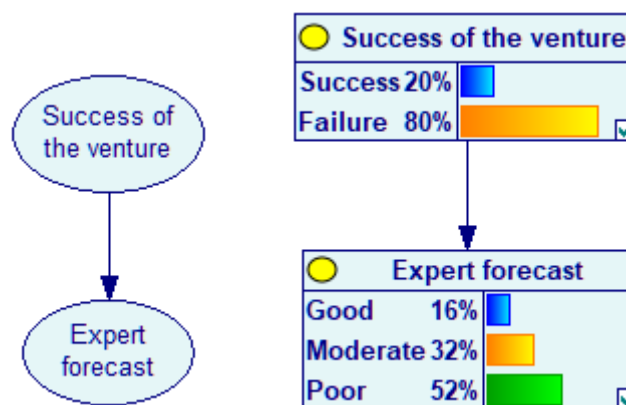 Success of
the venture
Expert
forecast
Success of the venture
Success 20%
Failure 80%
Expert forecast
Good 16%
Moderate 32%
Poor 52%